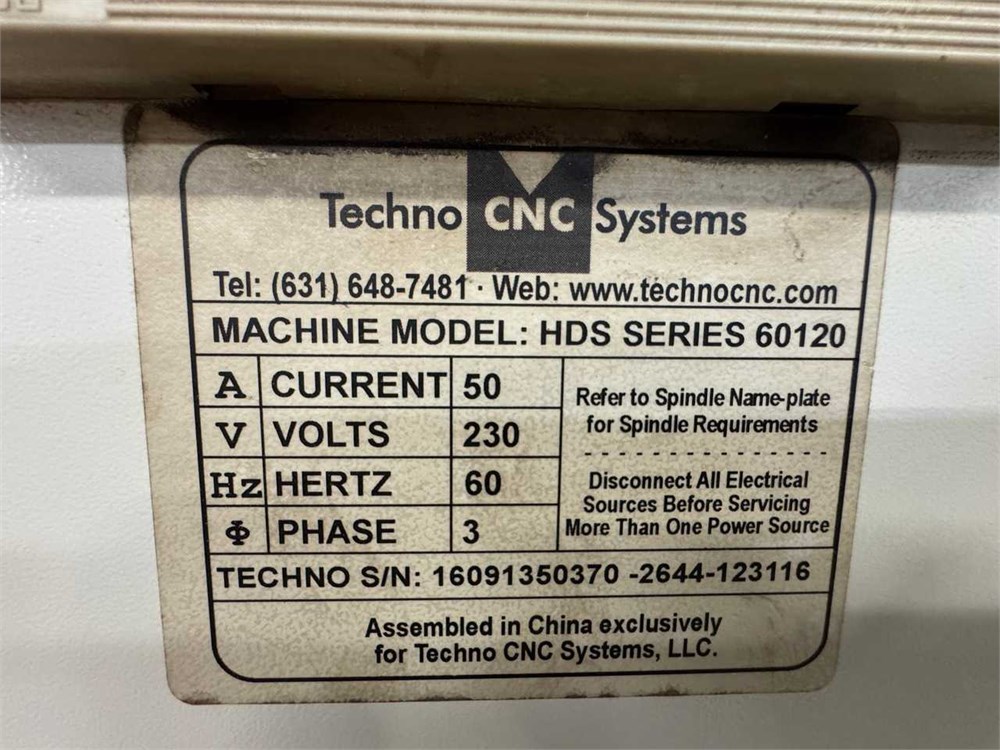 Techno CNC Systems
Tel: (631) 648-7481 · Web: www.technocnc.com
MACHINE MODEL: HDS SERIES 60120
A CURRENT 50
V VOLTS 230
Hz HERTZ 60
Φ PHASE 3
Refer to Spindle Name-plate
for Spindle Requirements
Disconnect All Electrical
Sources Before Servicing
More Than One Power Source
TECHNO S/N: 16091350370 -2644-123116
Assembled in China exclusively
for Techno CNC Systems, LLC.